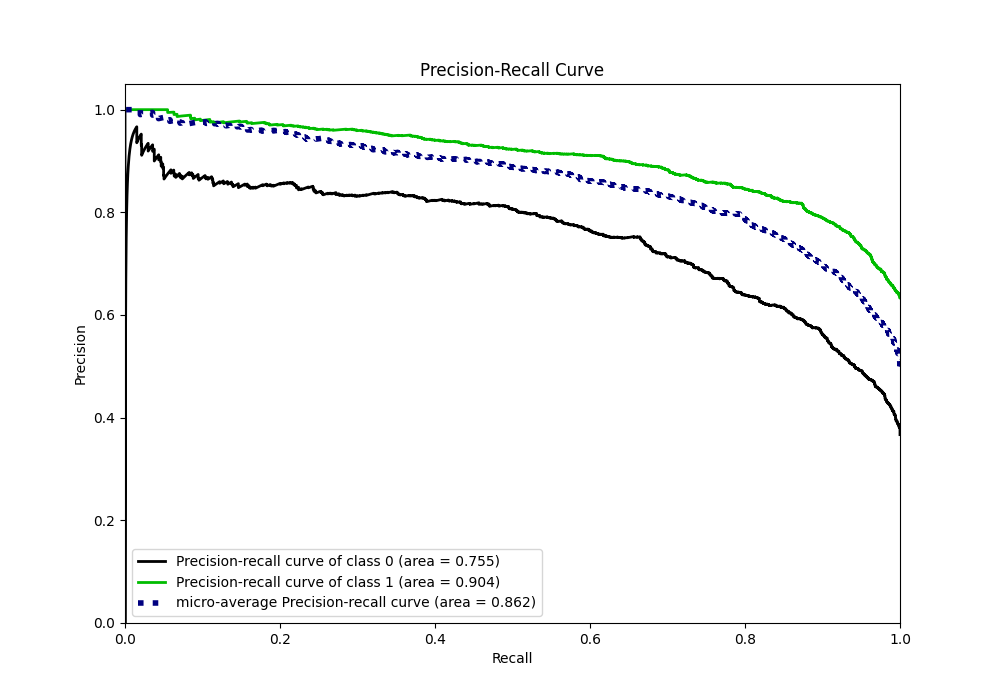 Precision-Recall Curve
1.0
0.8
0.6
0.4
0.2
0.0
Precision
Precision-recall curve of class 0 (area = 0.755)
Precision-recall curve of class 1 (area = 0.904)
micro-average Precision-recall curve (area = 0.862)
0.0 0.2 0.4 0.6 0.8 1.0
Recall